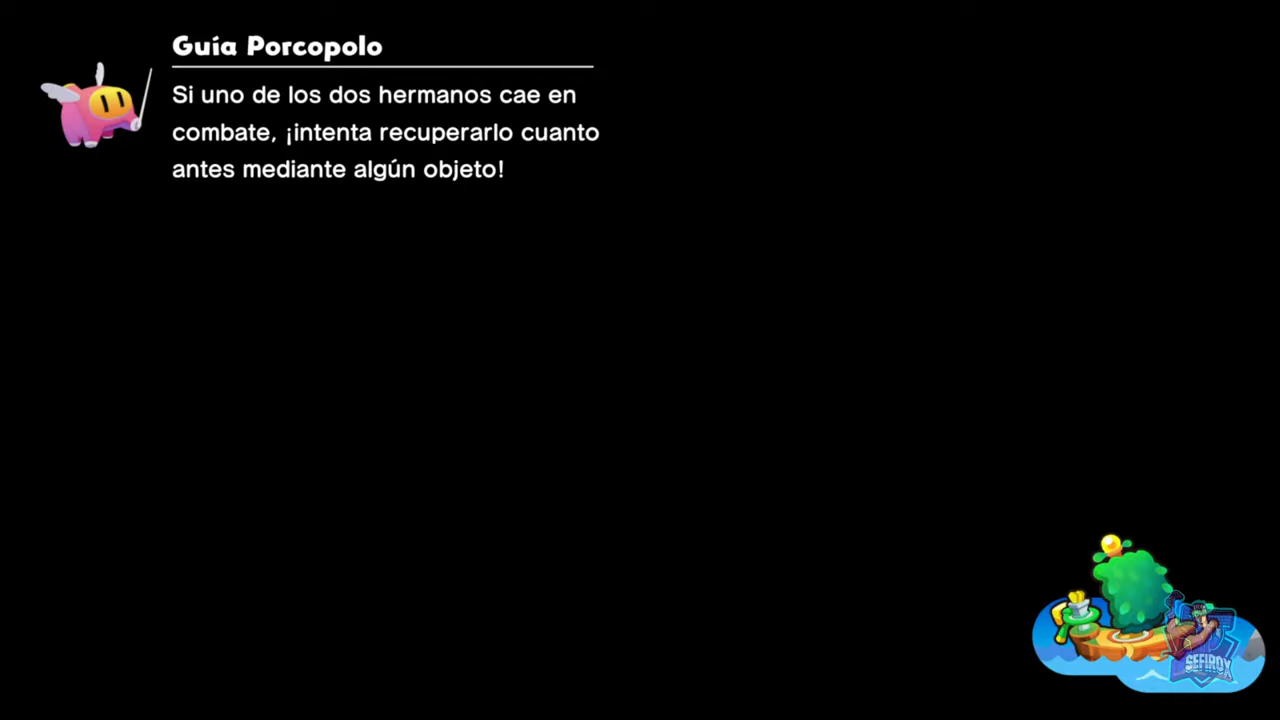 Guía Porcopolo
Si uno de los dos hermanos cae en
combate, ¡intenta recuperarlo cuanto
antes mediante algún objeto!
SEFIROX